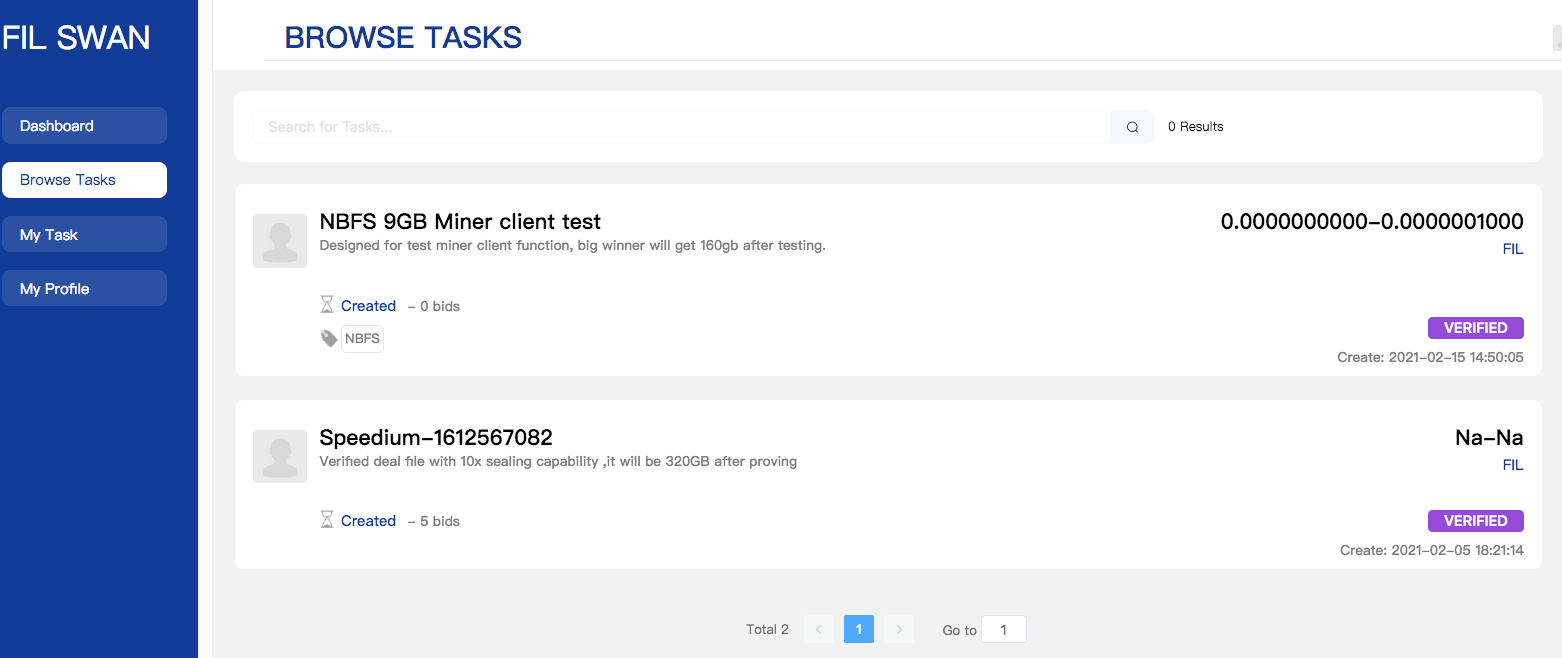 FIL SWAN
BROWSE TASKS
Dashboard
Browse Tasks
My Task
My Profile
Search for Tasks...
0 Results
NBFS 9GB Miner client test
Designed for test miner client function, big winner will get 160gb after testing.
0.0000000000-0.0000001000
FIL
Created - 0 bids
NBFS
VERIFIED
Create: 2021-02-15 14:50:05
Speedium-1612567082
Verified deal file with 10x sealing capability ,it will be 320GB after proving
Na-Na
FIL
Created - 5 bids
VERIFIED
Create: 2021-02-05 18:21:14
Total 2 < 1 > Go to 1